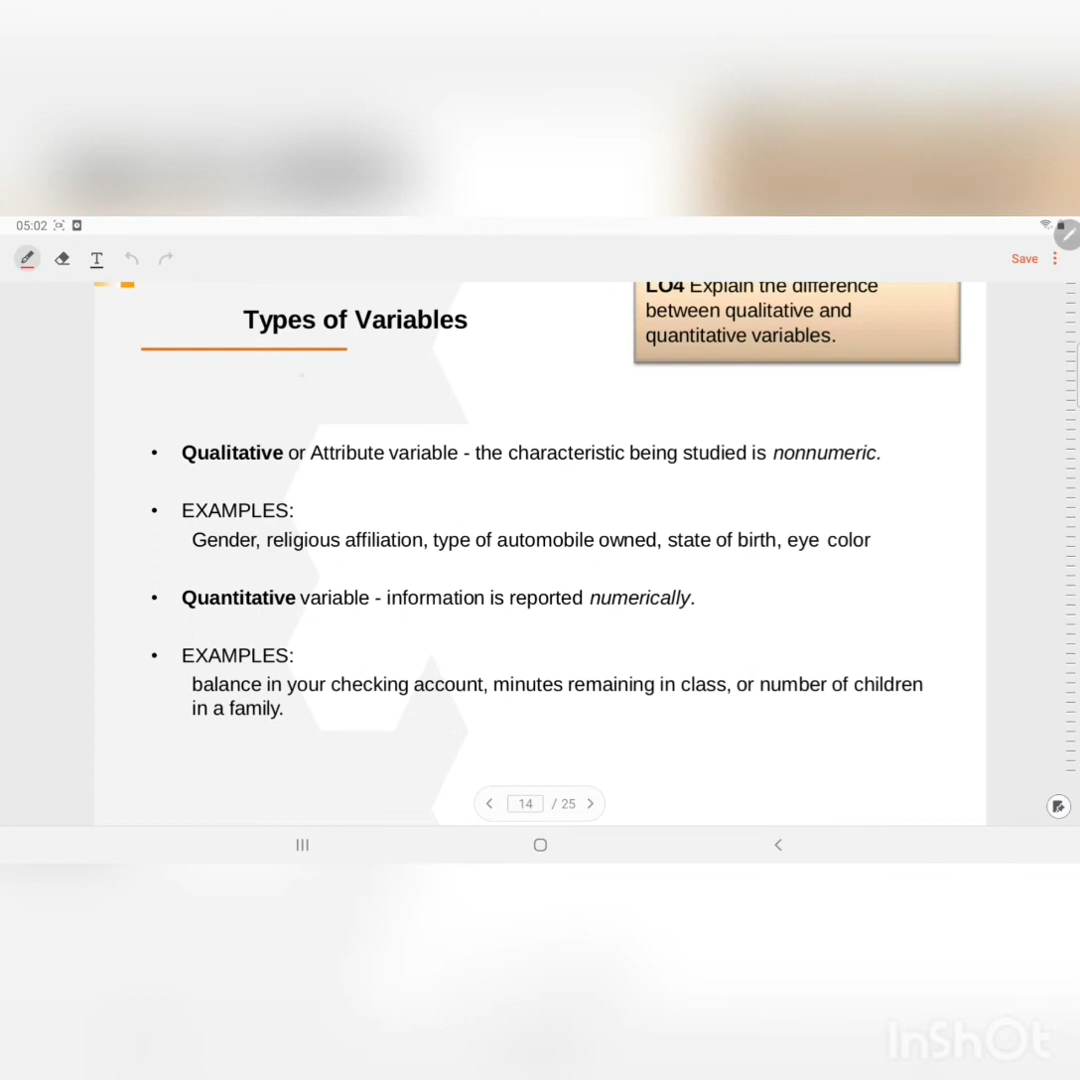 05:02
T
Save
LO4 Explain the difference
between qualitative and
quantitative variables.
Types of Variables
• Qualitative or Attribute variable - the characteristic being studied is nonnumeric.
• EXAMPLES:
Gender, religious affiliation, type of automobile owned, state of birth, eye color
• Quantitative variable - information is reported numerically.
• EXAMPLES:
balance in your checking account, minutes remaining in class, or number of children
in a family.
14 / 25
InShOt